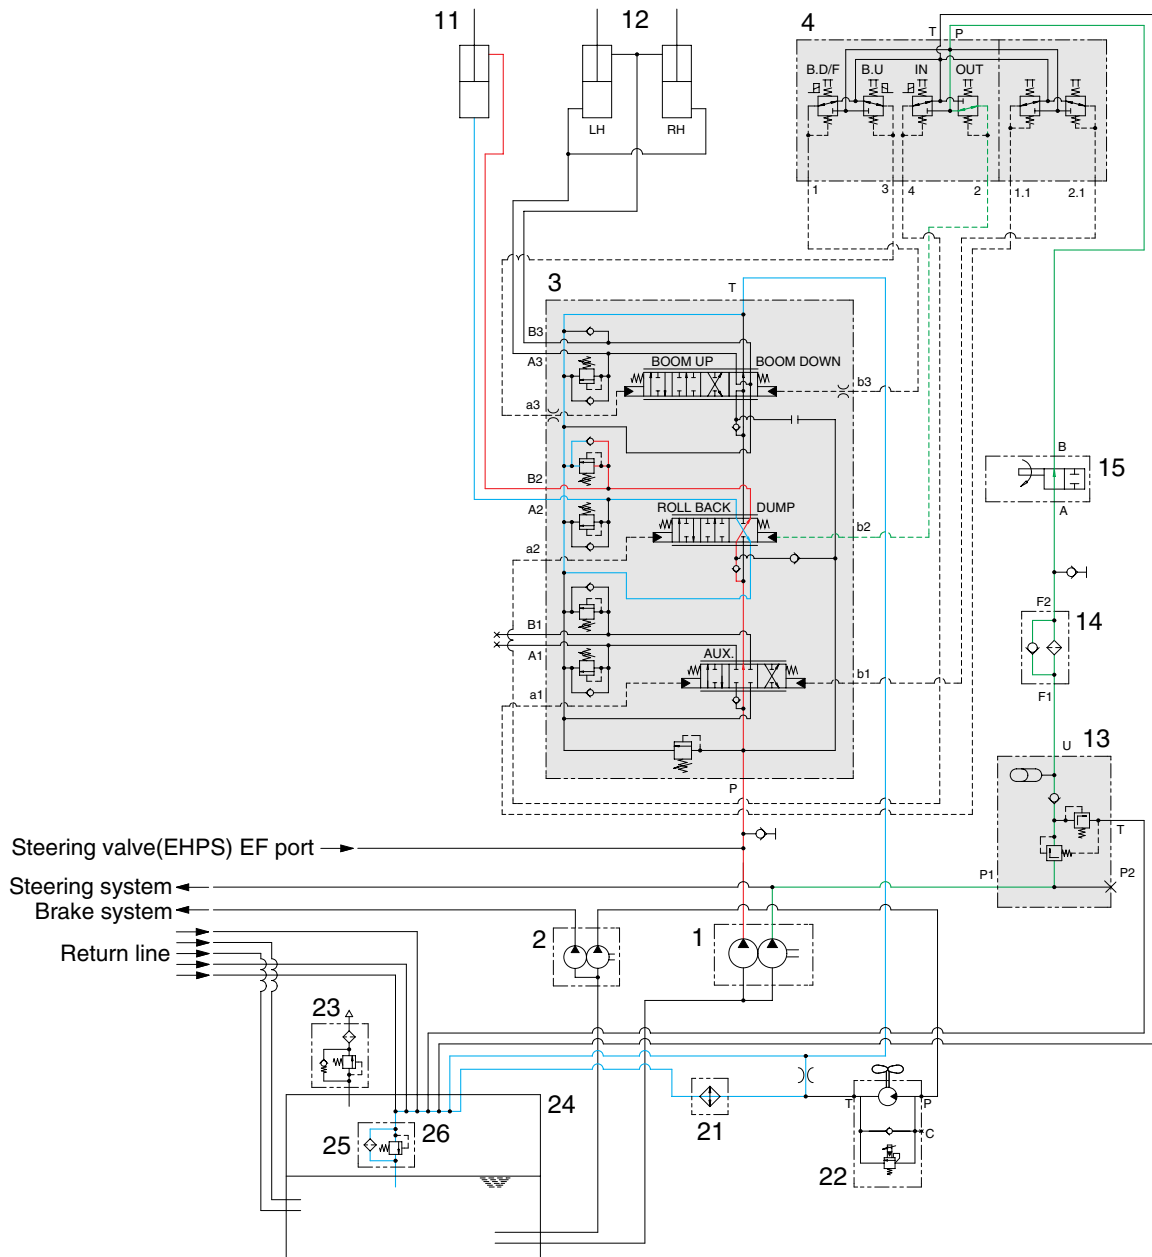 11
12
4
T
P
B.D/F
B.U
IN
OUT
LH
RH
1
3
4
2
1.1
2.1
3
T
B3
A3
BOOM UP
BOOM DOWN
a3
b3
B
15
A
B2
A2
ROLL BACK
DUMP
a2
b2
F2
14
F1
B1
A1
AUX.
a1
b1
U
13
P
T
Steering valve(EHPS) EF port
P1
P2
Steering system
Brake system
Return line
2
1
23
24
25
26
21
T
P
C
22